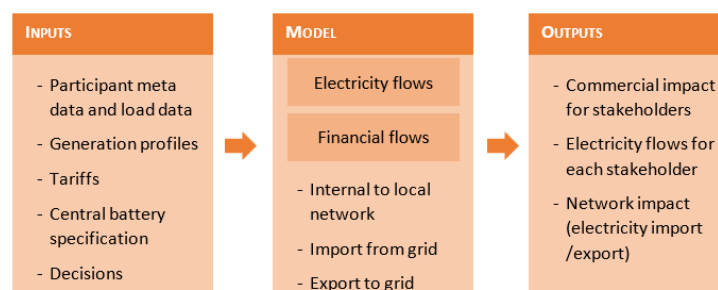 INPUTS
- Participant meta
data and load data
- Generation profiles
- Tariffs
- Central battery
specification
- Decisions
MODEL
Electricity flows
Financial flows
- Internal to local
network
- Import from grid
- Export to grid
OUTPUTS
- Commercial impact
for stakeholders
- Electricity flows for
each stakeholder
- Network impact
(electricity import
/export)